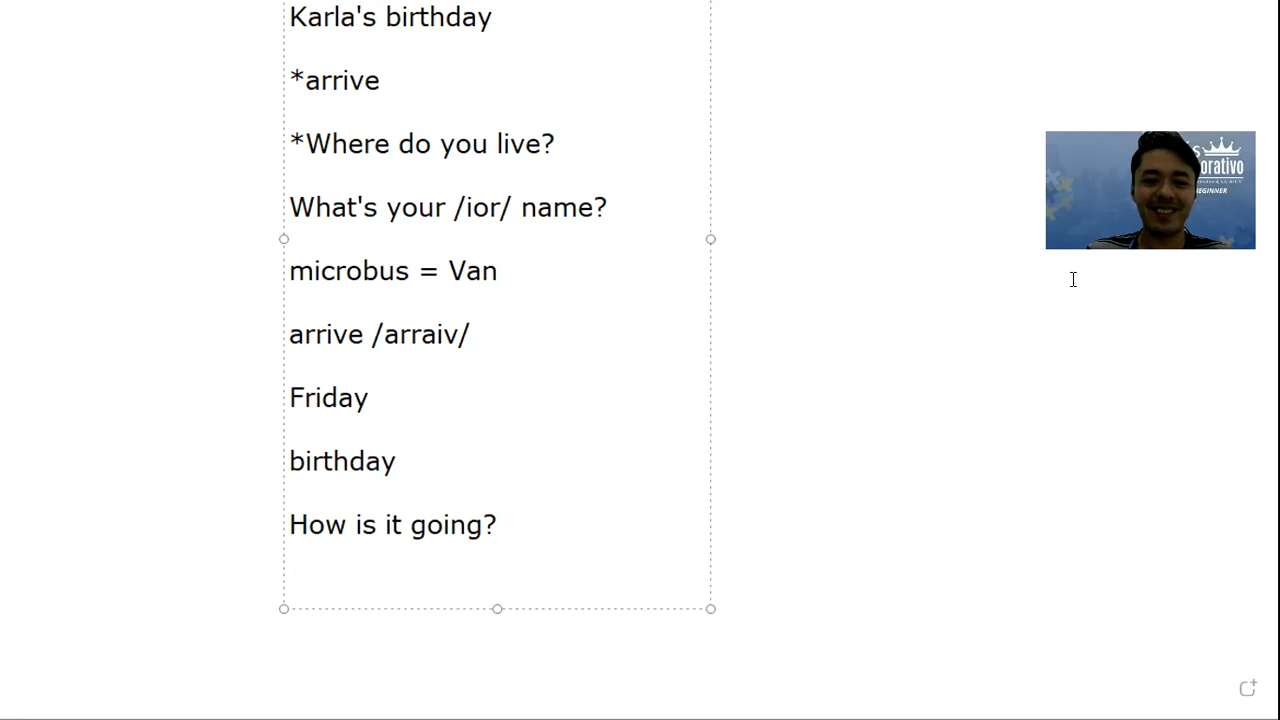 Karla's birthday
*arrive
*Where do you live?
What's your /ior/ name?
microbus = Van
arrive /arraiv/
Friday
birthday
How is it going?
orativo